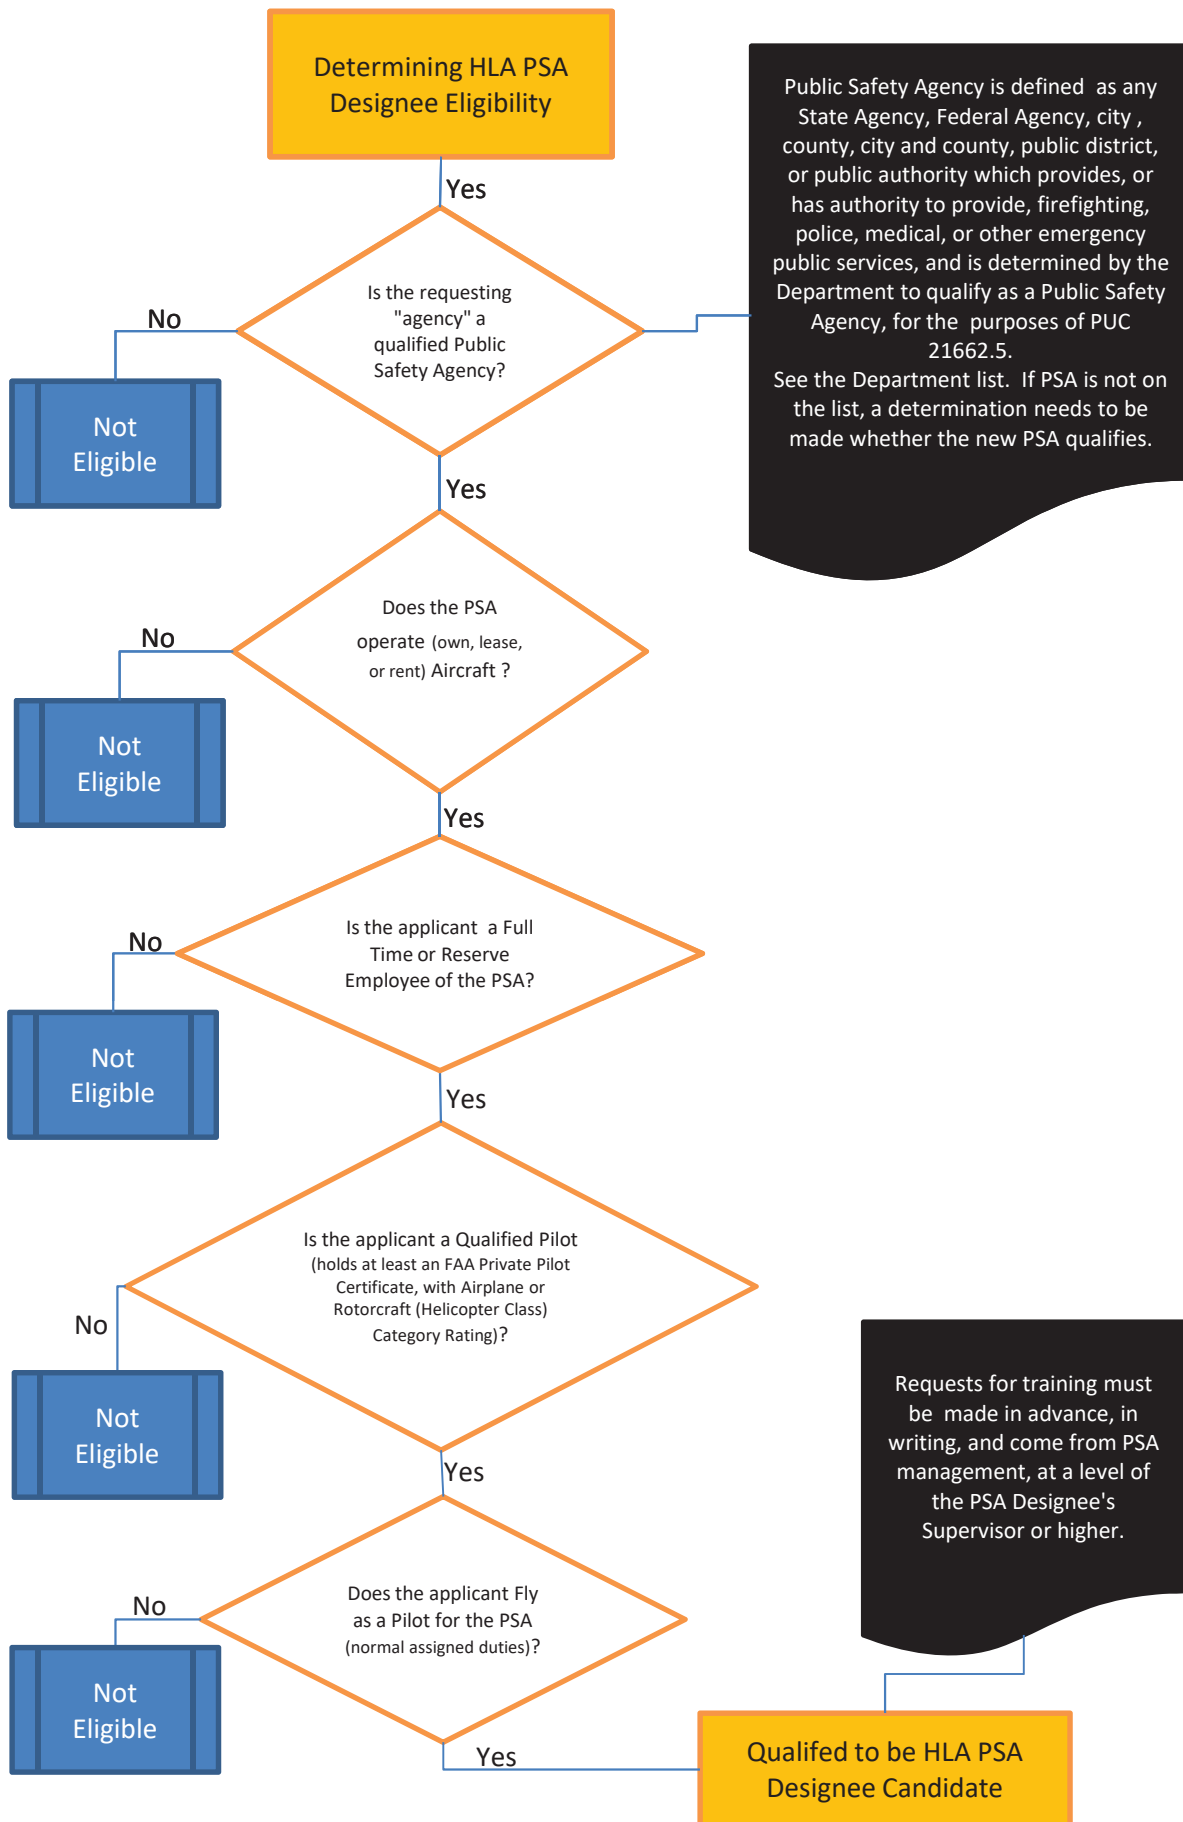 Determining HLA PSA
Designee Eligibility
Public Safety Agency is defined as any
State Agency, Federal Agency, city ,
county, city and county, public district,
or public authority which provides, or
has authority to provide, firefighting,
police, medical, or other emergency
public services, and is determined by the
Department to qualify as a Public Safety
Agency, for the purposes of PUC
21662.5.
See the Department list. If PSA is not on
the list, a determination needs to be
made whether the new PSA qualifies.
Yes
Is the requesting
"agency" a
qualified Public
Safety Agency?
No
Not
Eligible
Yes
Does the PSA
operate (own, lease,
or rent) Aircraft ?
No
Not
Eligible
Yes
Is the applicant a Full
Time or Reserve
Employee of the PSA?
No
Not
Eligible
Yes
Is the applicant a Qualified Pilot
(holds at least an FAA Private Pilot
Certificate, with Airplane or
Rotorcraft (Helicopter Class)
Category Rating)?
No
Not
Eligible
Yes
Requests for training must
be made in advance, in
writing, and come from PSA
management, at a level of
the PSA Designee's
Supervisor or higher.
Does the applicant Fly
as a Pilot for the PSA
(normal assigned duties)?
No
Not
Eligible
Yes
Qualifed to be HLA PSA
Designee Candidate